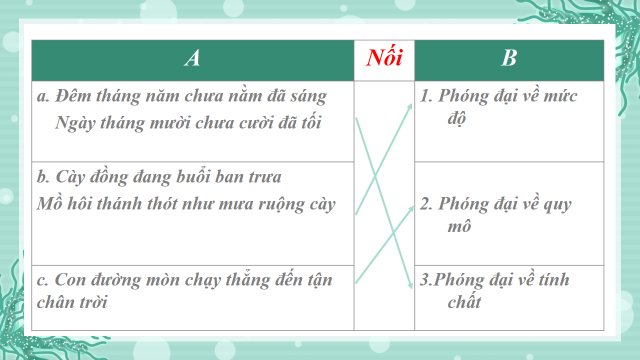 A
Nối
B
a. Đêm tháng năm chưa nằm đã sáng
Ngày tháng mười chưa cười đã tối
1. Phóng đại về mức
độ
b. Cày đồng đang buổi ban trưa
Mồ hôi thánh thót như mưa ruộng cày
2. Phóng đại về quy
mô
c. Con đường mòn chạy thẳng đến tận
chân trời
3.Phóng đại về tính
chất